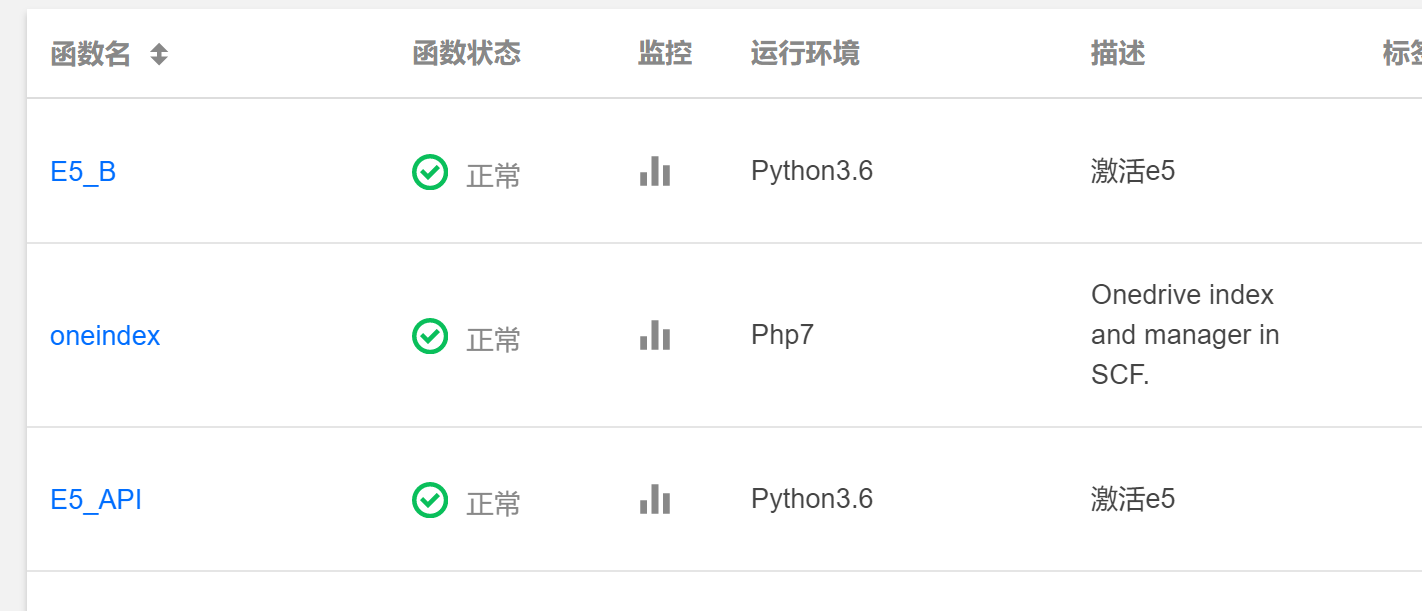 函数名 函数状态 监控 运行环境 描述 标签
E5_B 正常 Python3.6 激活e5
oneindex 正常 Php7 Onedrive index
and manager in
SCF.
E5_API 正常 Python3.6 激活e5